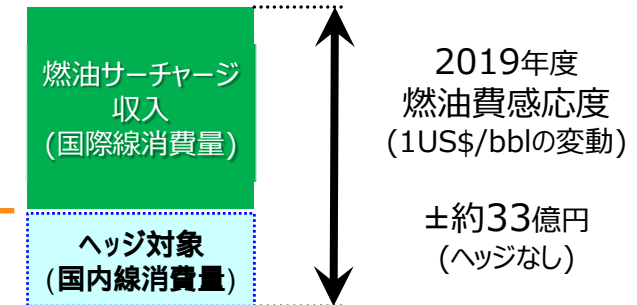 燃油サーチャージ
収入
(国際線消費量)
ヘッジ対象
(国内線消費量)
2019年度
燃油費感応度
(1US$/bblの変動)
±約33億円
(ヘッジなし)